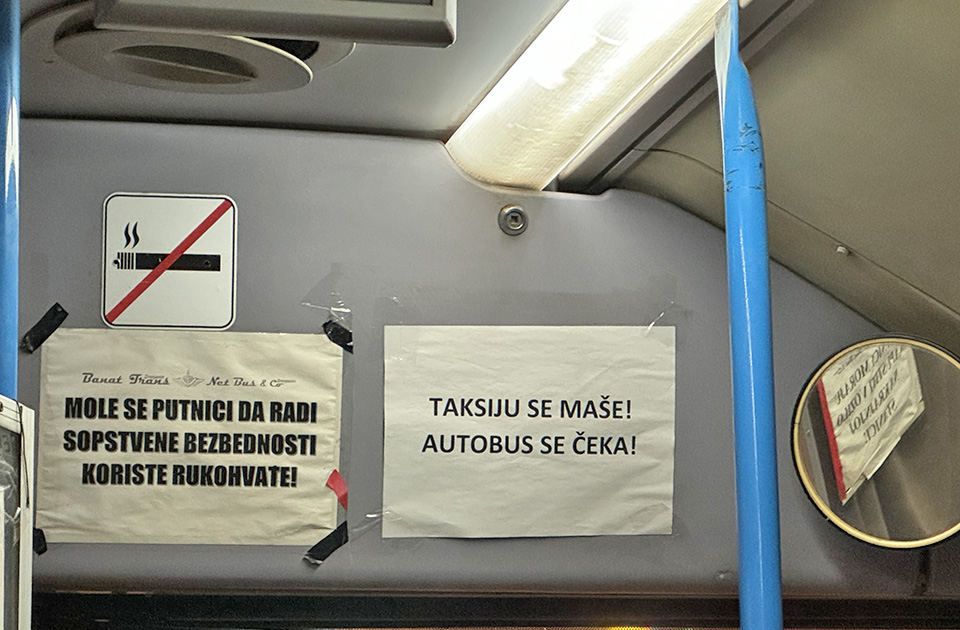 Banat Trans Net Bus & Co
MOLE SE PUTNICI DA RADI
SOPSTVENE BEZBEDNOSTI
KORISTE RUKOHVATE!
TAKSIJU SE MAŠE!
AUTOBUS SE ČEKA!